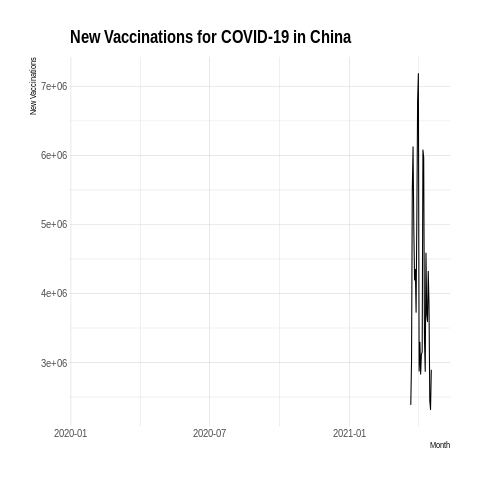 New Vaccinations for COVID-19 in China
New Vaccinations
7e+06
6e+06
5e+06
4e+06
3e+06
2020-01 2020-07 2021-01
Month